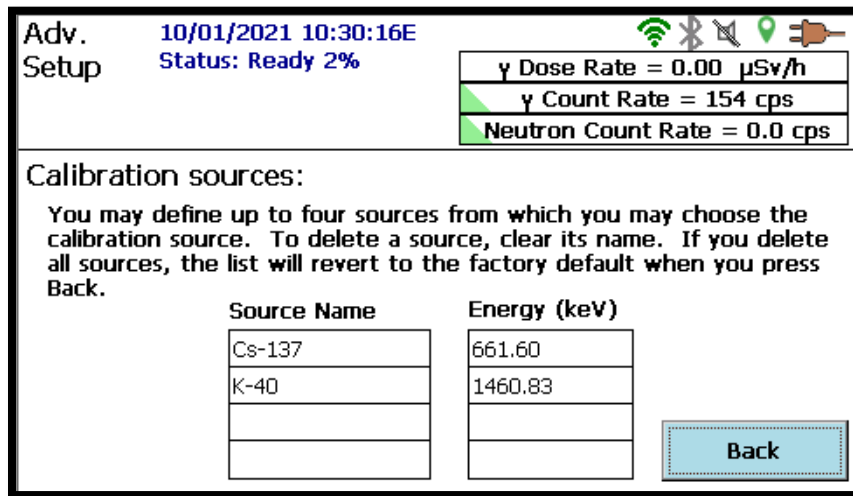 Adv.
Setup
10/01/2021 10:30:16E
Status: Ready 2%
γ Dose Rate = 0.00 μSv/h
γ Count Rate = 154 cps
Neutron Count Rate = 0.0 cps
Calibration sources:
You may define up to four sources from which you may choose the
calibration source. To delete a source, clear its name. If you delete
all sources, the list will revert to the factory default when you press
Back.
Source Name Energy (keV)
Cs-137 661.60
K-40 1460.83
Back